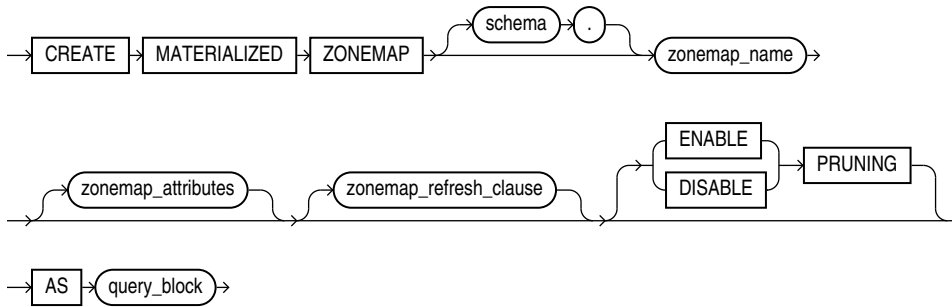 schema .
CREATE MATERIALIZED ZONEMAP zonemap_name
ENABLE
zonemap_attributes zonemap_refresh_clause PRUNING
DISABLE
AS query_block